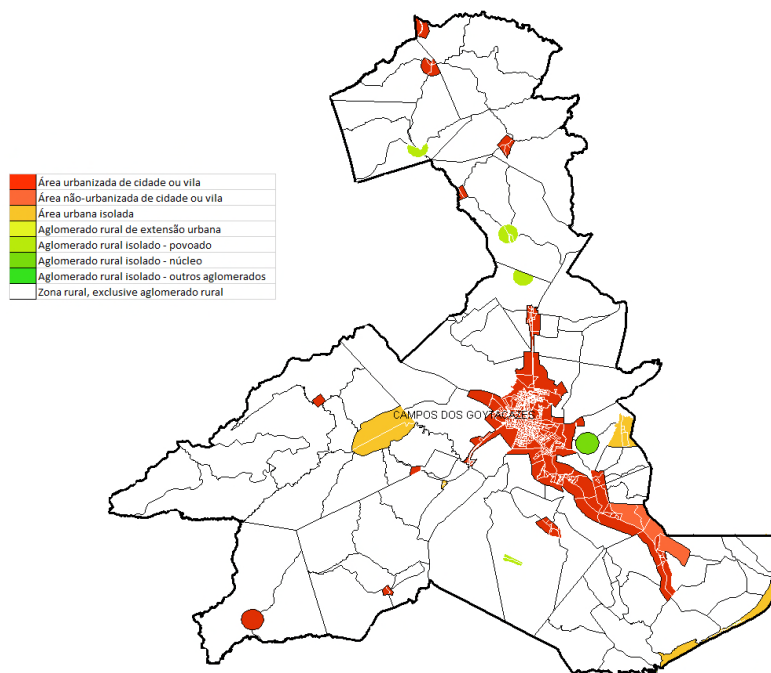 Área urbanizada de cidade ou vila
Área não-urbanizada de cidade ou vila
Área urbana isolada
Aglomerado rural de extensão urbana
Aglomerado rural isolado - povoado
Aglomerado rural isolado - núcleo
Aglomerado rural isolado - outros aglomerados
Zona rural, exclusive aglomerado rural
CAMPOS DOS GOYTACAZES